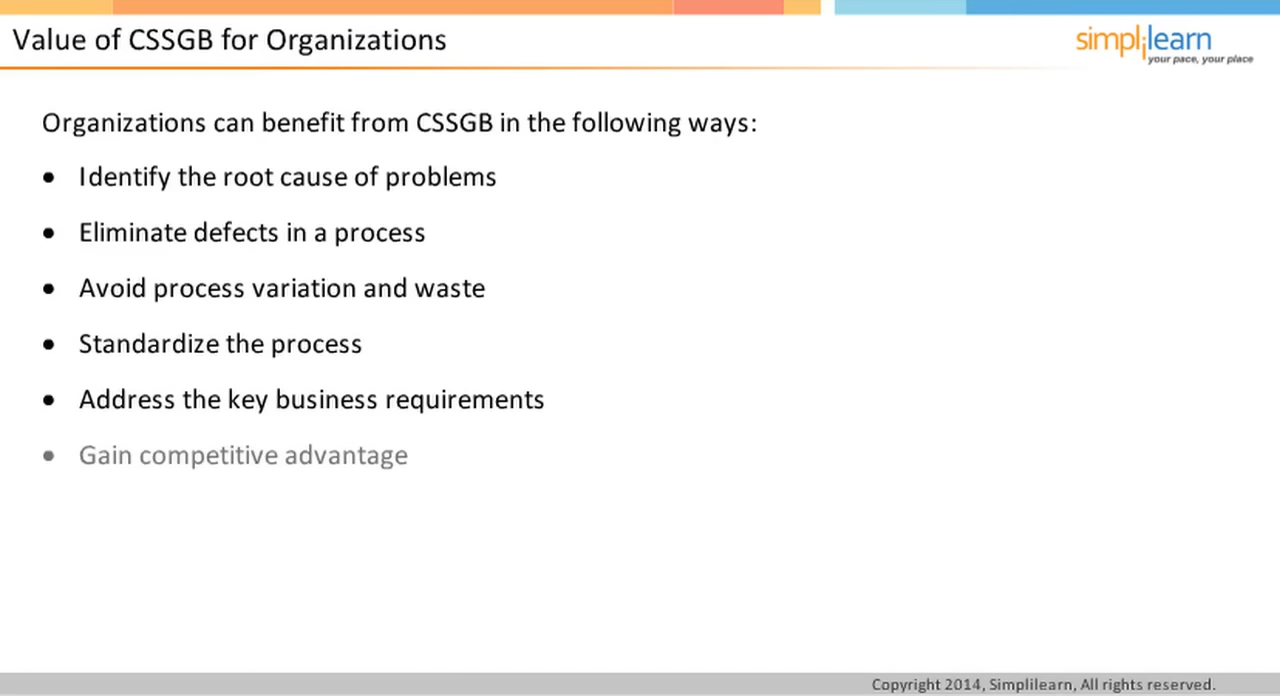 Value of CSSGB for Organizations
simplilearn
your pace, your place
Organizations can benefit from CSSGB in the following ways:
• Identify the root cause of problems
• Eliminate defects in a process
• Avoid process variation and waste
• Standardize the process
• Address the key business requirements
• Gain competitive advantage
Copyright 2014, Simplilearn, All rights reserved.